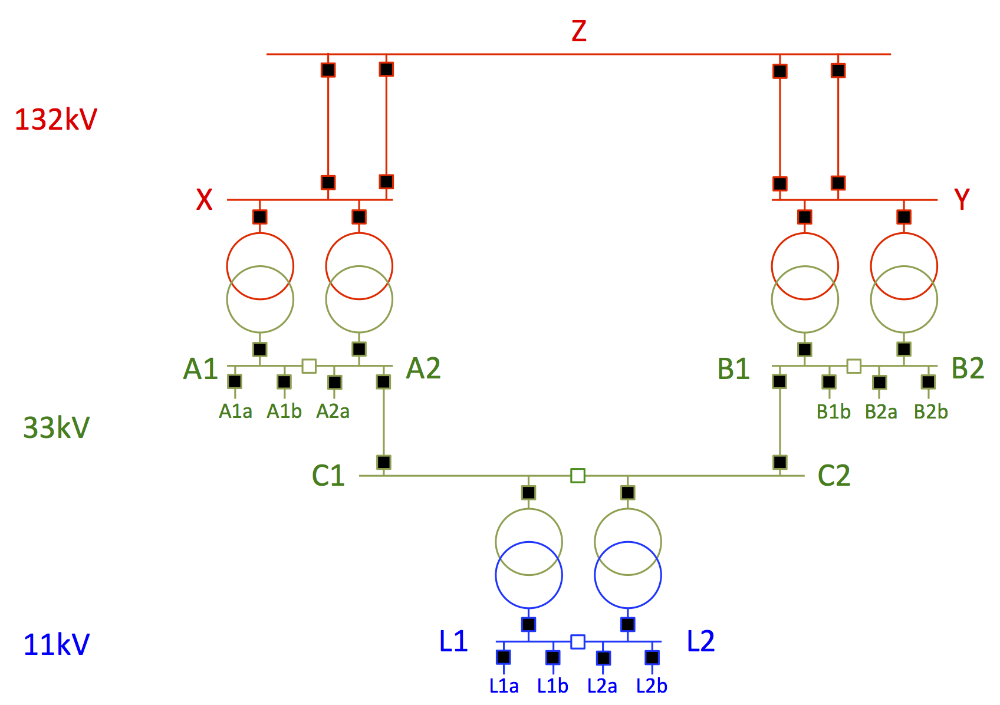 Z
132kV
X
Y
A1
A2
B1
B2
A1a
A1b
A2a
B1b
B2a
B2b
33kV
C1
C2
L1
L2
11kV
L1a
L1b
L2a
L2b